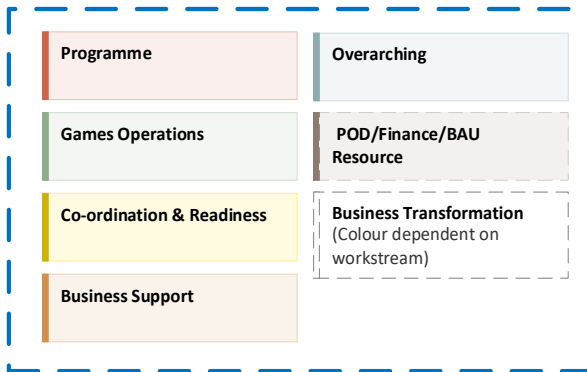 Programme
Games Operations
Co-ordination & Readiness
Business Support
Overarching
POD/Finance/BAU
Resource
Business Transformation
(Colour dependent on
workstream)